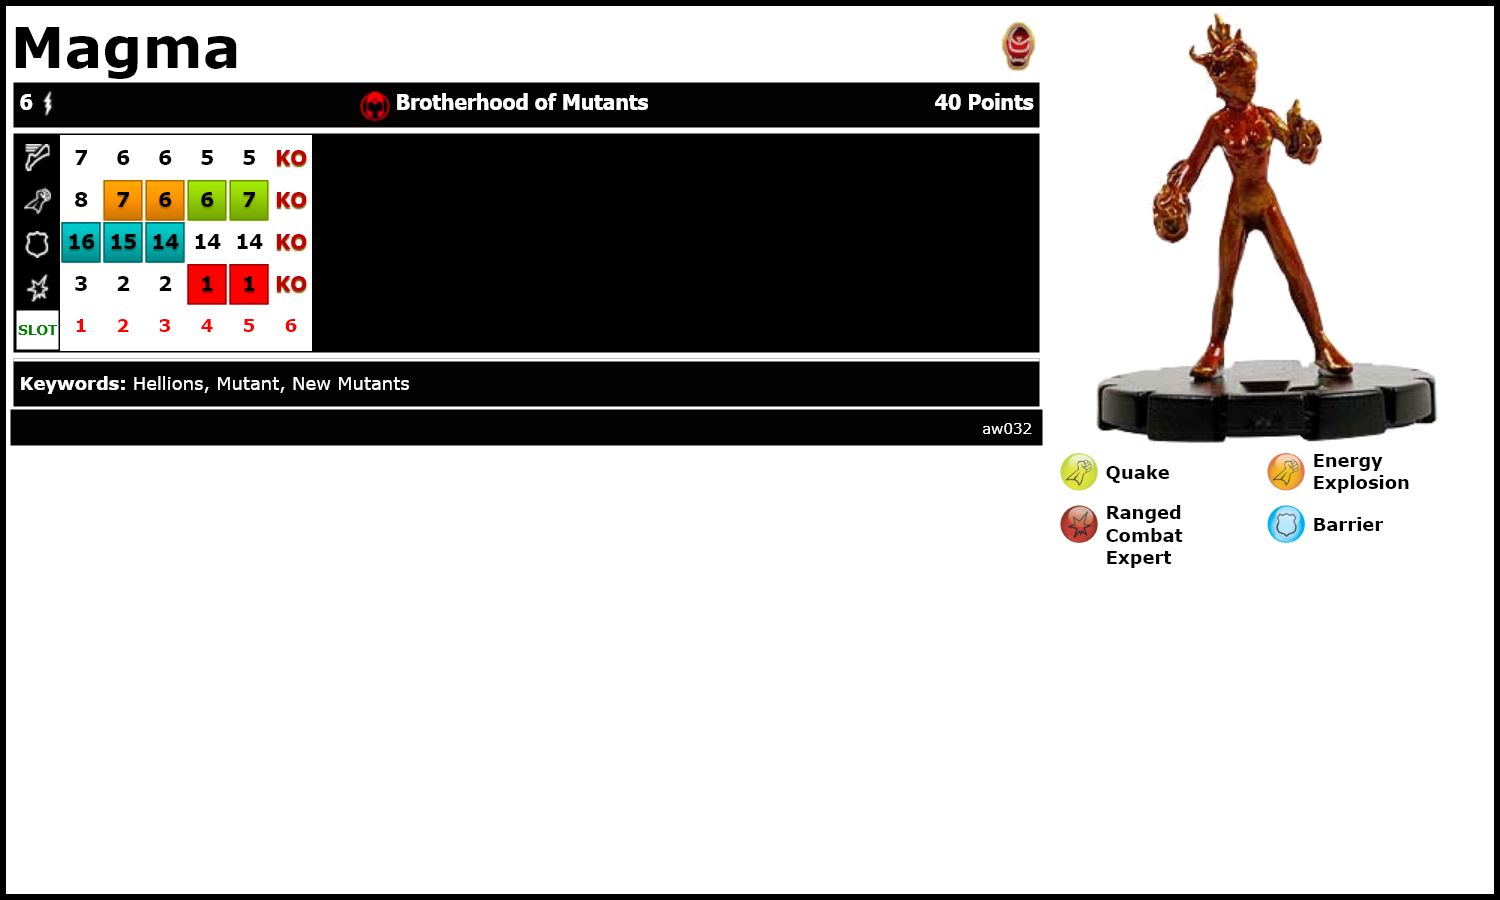 Magma
6 Brotherhood of Mutants 40 Points
7 6 6 5 5 KO
8 7 6 6 7 KO
16 15 14 14 14 KO
3 2 2 1 1 KO
SLOT 1 2 3 4 5 6
Keywords: Hellions, Mutant, New Mutants
aw032
Quake
Energy
Explosion
Ranged
Combat
Expert
Barrier